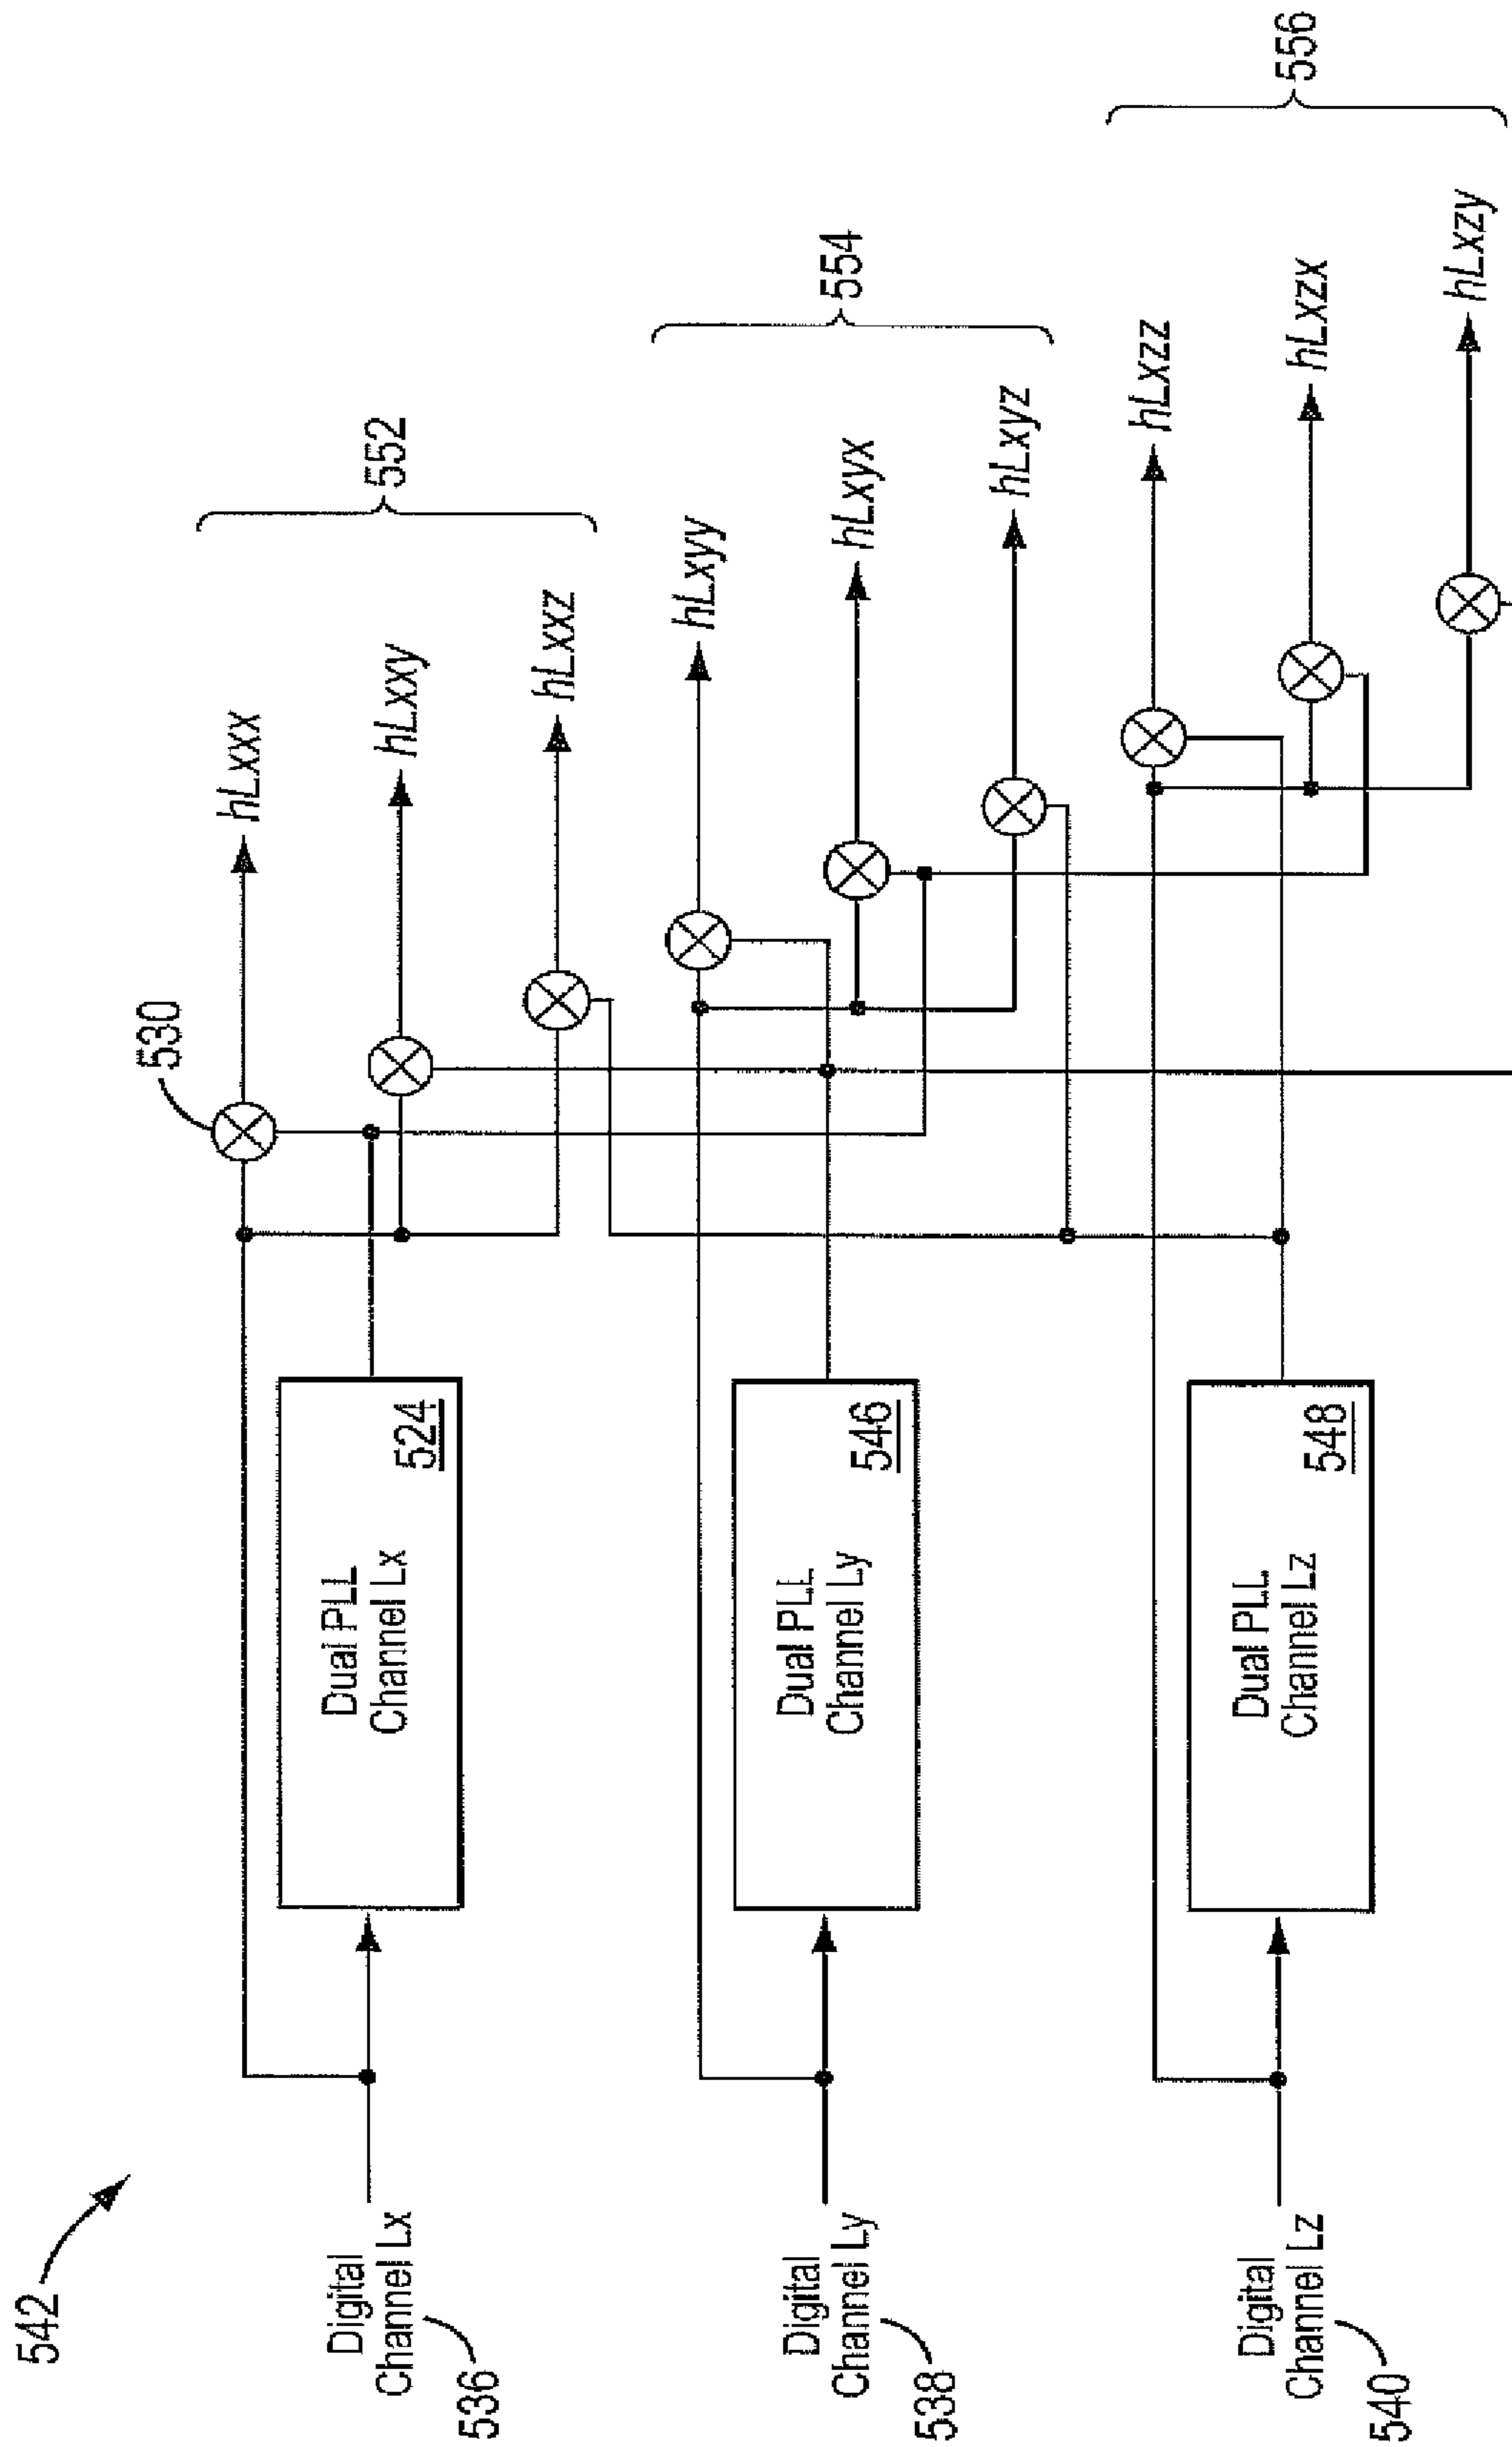 542
Digital
Channel Lx
536
Dual PLL
Channel Lx
524
530
hLxxx
hLxxy
hLxxz
552
Digital
Channel Ly
538
Dual PLL
Channel Ly
546
hLxyy
hLxyx
hLxyz
554
Digital
Channel Lz
540
Dual PLL
Channel Lz
548
hLxzz
hLxzx
hLxzy
556